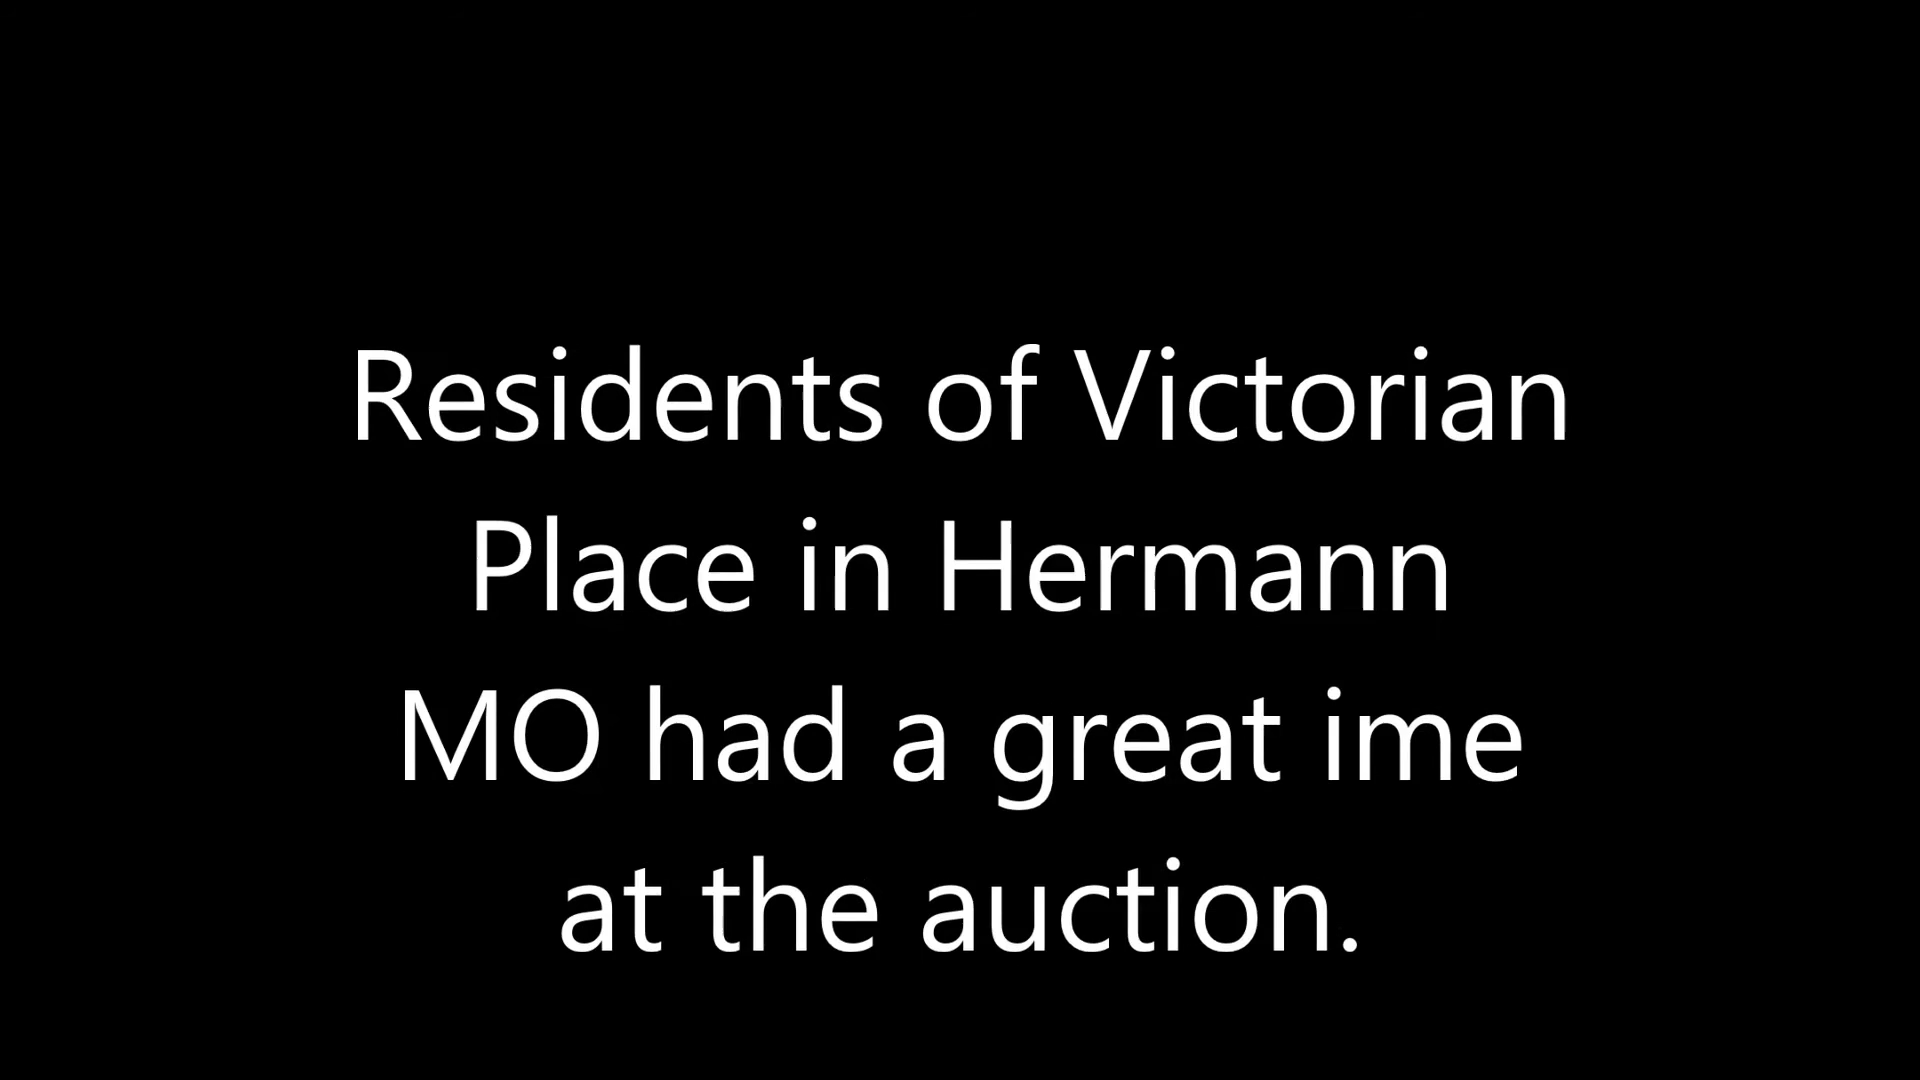 Residents of Victorian
Place in Hermann
MO had a great ime
at the auction.